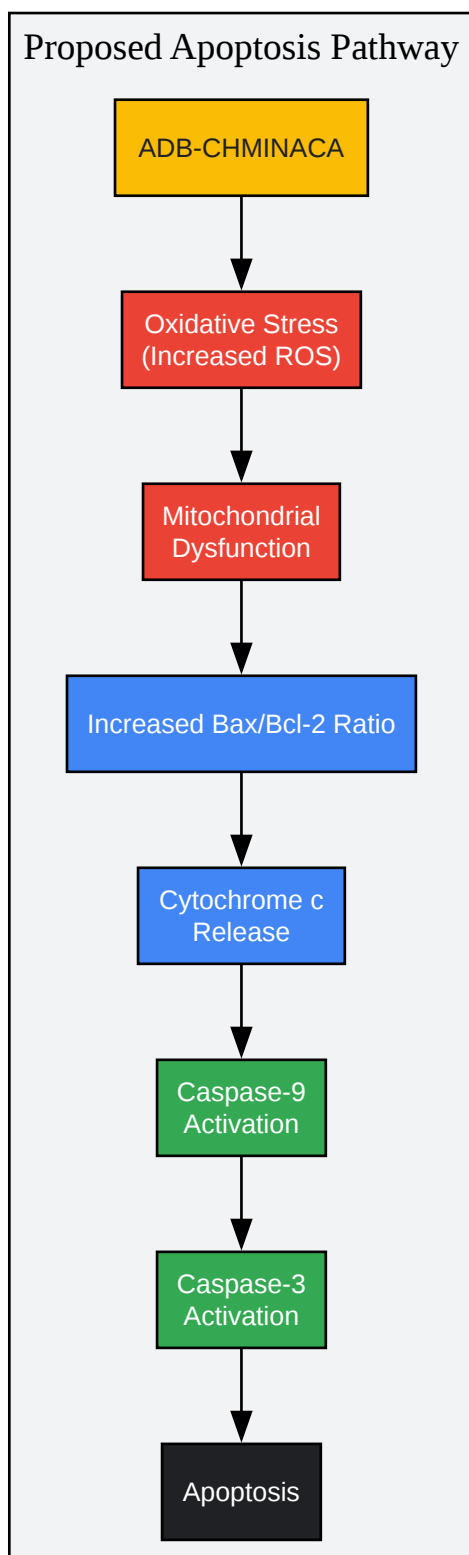 Proposed Apoptosis Pathway
ADB-CHMINACA
Oxidative Stress
(Increased ROS)
Mitochondrial
Dysfunction
Increased Bax/Bcl-2 Ratio
Cytochrome c
Release
Caspase-9
Activation
Caspase-3
Activation
Apoptosis